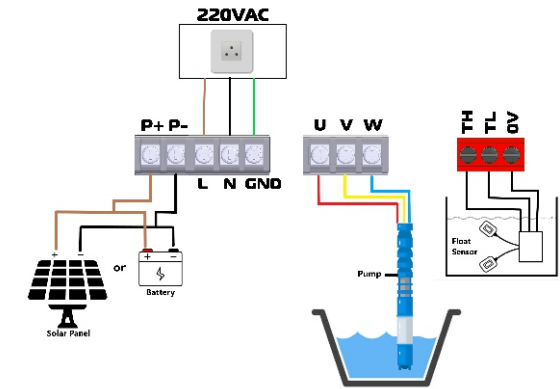 220VAC
P+ P-
L N GND
U V W
TH TL 0V
+ -
or
+ -
Battery
Solar Panel
Pump
Float
Sensor